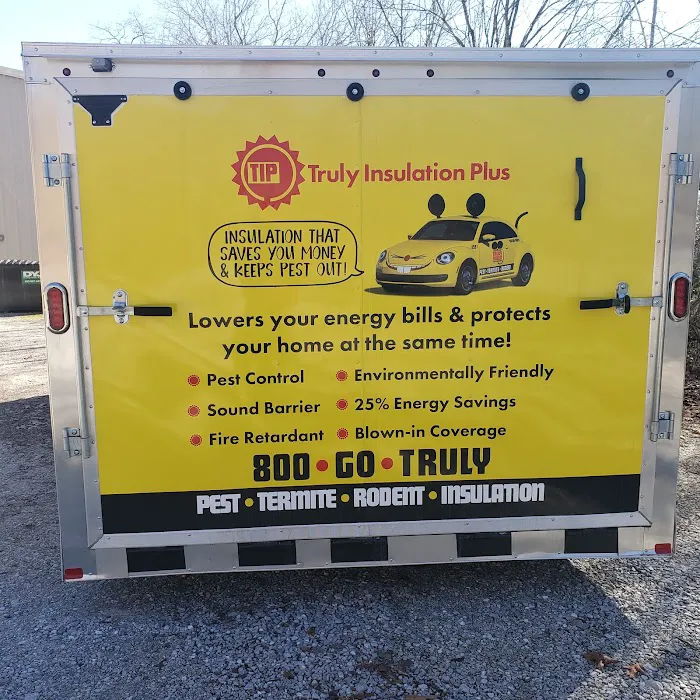 TIP
Truly Insulation Plus
INSULATION THAT
SAVES YOU MONEY
& KEEPS PEST OUT!
Lowers your energy bills & protects
your home at the same time!
Pest Control
Environmentally Friendly
Sound Barrier
25% Energy Savings
Fire Retardant
Blown-in Coverage
800•GO•TRULY
PEST•TERMITE•RODENT•INSULATION